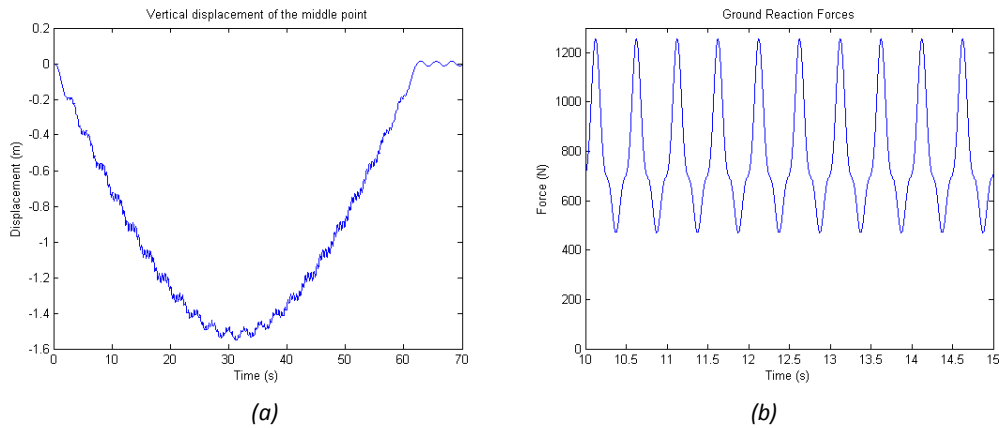 Vertical displacement of the middle point
0.2
0
-0.2
-0.4
-0.6
-0.8
-1
-1.2
-1.4
-1.6
Displacement (m)
0 10 20 30 40 50 60 70
Time (s)
(a)
Ground Reaction Forces
1200
1000
800
600
400
200
0
Force (N)
10 10.5 11 11.5 12 12.5 13 13.5 14 14.5 15
Time (s)
(b)